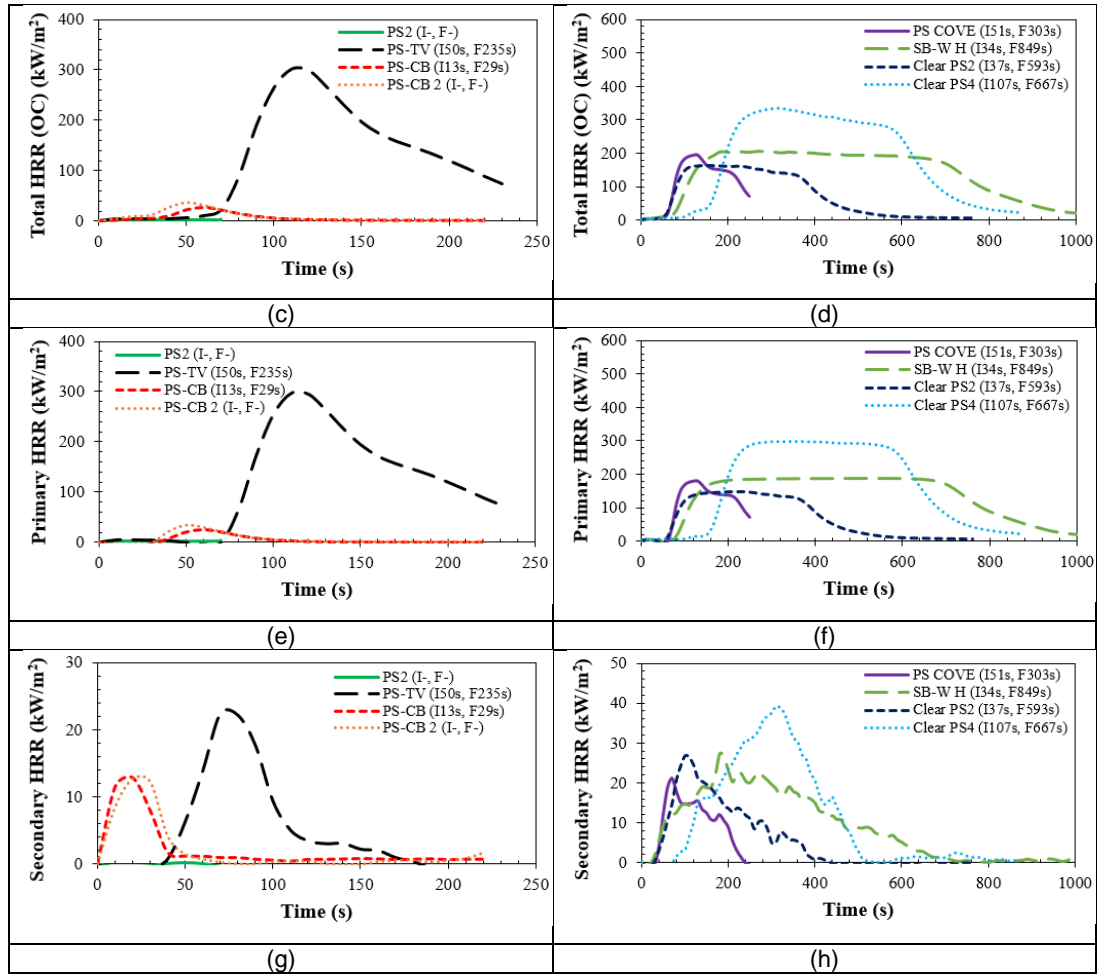 Total HRR (OC) (kW/m²)
400
300
200
100
0
PS2 (I-, F-)
PS-TV (I50s, F235s)
PS-CB (I13s, F29s)
PS-CB 2 (I-, F-)
0 50 100 150 200 250
Time (s)
Total HRR (OC) (kW/m²)
600
500
400
300
200
100
0
PS COVE (I51s, F303s)
SB-W H (I34s, F849s)
Clear PS2 (I37s, F593s)
Clear PS4 (I107s, F667s)
0 200 400 600 800 1000
Time (s)
(c)
(d)
Primary HRR (kW/m²)
400
300
200
100
0
PS2 (I-, F-)
PS-TV (I50s, F235s)
PS-CB (I13s, F29s)
PS-CB 2 (I-, F-)
0 50 100 150 200 250
Time (s)
Primary HRR (kW/m²)
600
500
400
300
200
100
0
PS COVE (I51s, F303s)
SB-W H (I34s, F849s)
Clear PS2 (I37s, F593s)
Clear PS4 (I107s, F667s)
0 200 400 600 800 1000
Time (s)
(e)
(f)
Secondary HRR (kW/m²)
30
20
10
0
PS2 (I-, F-)
PS-TV (I50s, F235s)
PS-CB (I13s, F29s)
PS-CB 2 (I-, F-)
0 50 100 150 200 250
Time (s)
Secondary HRR (kW/m²)
50
40
30
20
10
0
PS COVE (I51s, F303s)
SB-W H (I34s, F849s)
Clear PS2 (I37s, F593s)
Clear PS4 (I107s, F667s)
0 200 400 600 800 1000
Time (s)
(g)
(h)